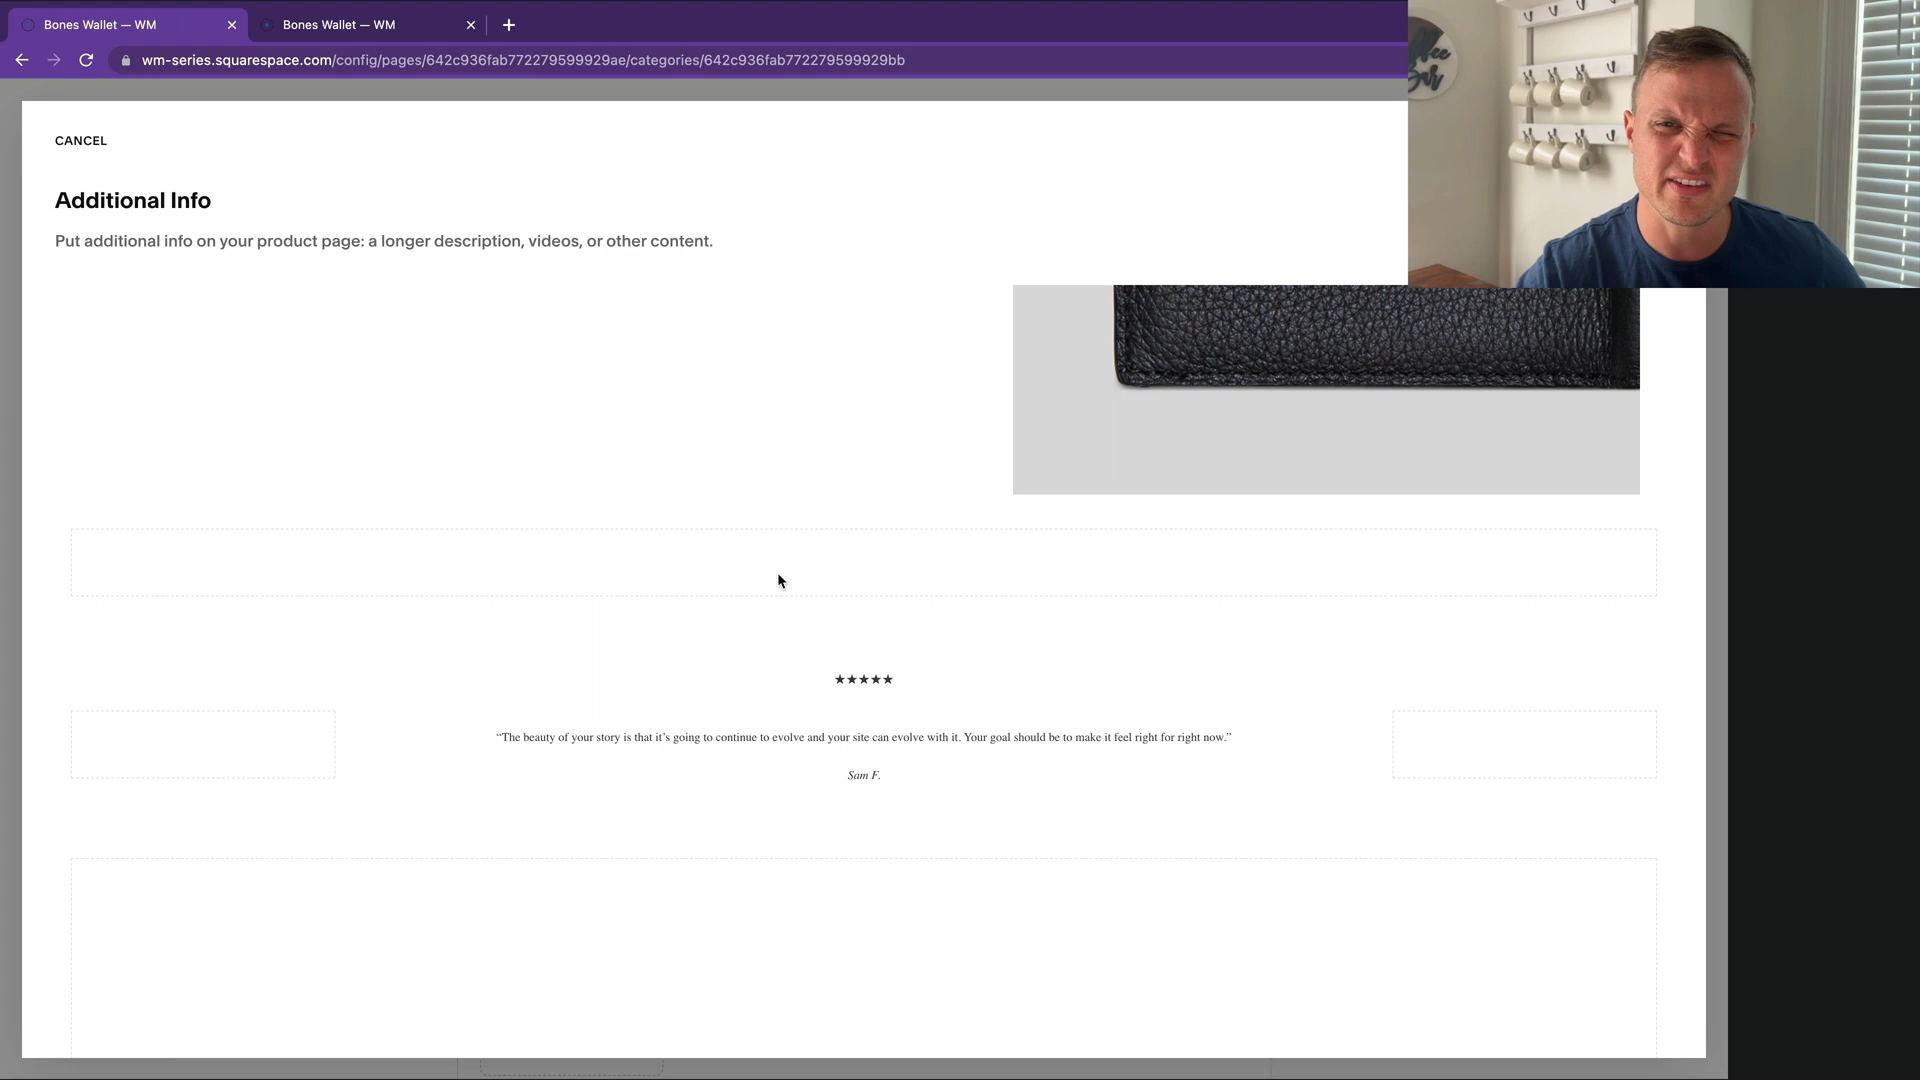 Bones Wallet — WM
Bones Wallet — WM
wm-series.squarespace.com/config/pages/642c936fab772279599929ae/categories/642c936fab772279599929bb
CANCEL
Additional Info
Put additional info on your product page: a longer description, videos, or other content.
★★★★★
“The beauty of your story is that it’s going to continue to evolve and your site can evolve with it. Your goal should be to make it feel right for right now.”
Sam F.